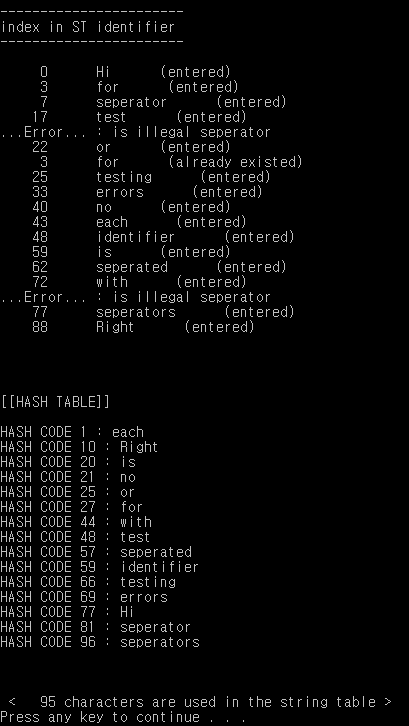 ----------------------
index in ST identifier
----------------------
0 Hi (entered)
3 for (entered)
7 seperator (entered)
17 test (entered)
...Error... : is illegal seperator
22 or (entered)
3 for (already existed)
25 testing (entered)
33 errors (entered)
40 no (entered)
43 each (entered)
48 identifier (entered)
59 is (entered)
62 seperated (entered)
72 with (entered)
...Error... : is illegal seperator
77 seperators (entered)
88 Right (entered)
[[HASH TABLE]]
HASH CODE 1 : each
HASH CODE 10 : Right
HASH CODE 20 : is
HASH CODE 21 : no
HASH CODE 25 : or
HASH CODE 27 : for
HASH CODE 44 : with
HASH CODE 48 : test
HASH CODE 57 : seperated
HASH CODE 59 : identifier
HASH CODE 66 : testing
HASH CODE 69 : errors
HASH CODE 77 : Hi
HASH CODE 81 : seperator
HASH CODE 96 : seperators
< 95 characters are used in the string table >
Press any key to continue . . .